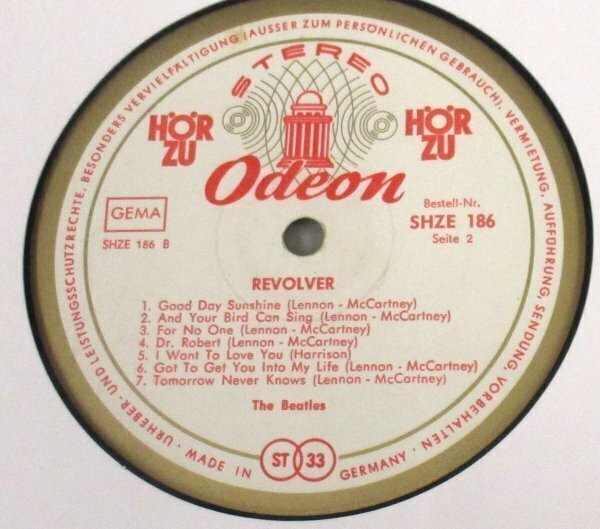 URHEBER- UND LEISTUNGSSCHUTZRECHTE, BESONDERS VERVIELFÄLTIGUNG (AUSSER ZUM PERSÖNLICHEN GEBRAUCH), VERMIETUNG, AUFFÜHRUNG, SENDUNG, VORBEHALTEN ·
STEREO
HÖR
ZU
HÖR
ZU
Odeon
GEMA
SHZE 186 B
Bestell-Nr.
SHZE 186
Seite 2
REVOLVER
1. Good Day Sunshine (Lennon - McCartney)
2. And Your Bird Can Sing (Lennon - McCartney)
3. For No One (Lennon - McCartney)
4. Dr. Robert (Lennon - McCartney)
5. I Want To Love You (Harrison)
6. Got To Get You Into My Life (Lennon - McCartney)
7. Tomorrow Never Knows (Lennon - McCartney)
The Beatles
· MADE IN ST 33 GERMANY ·